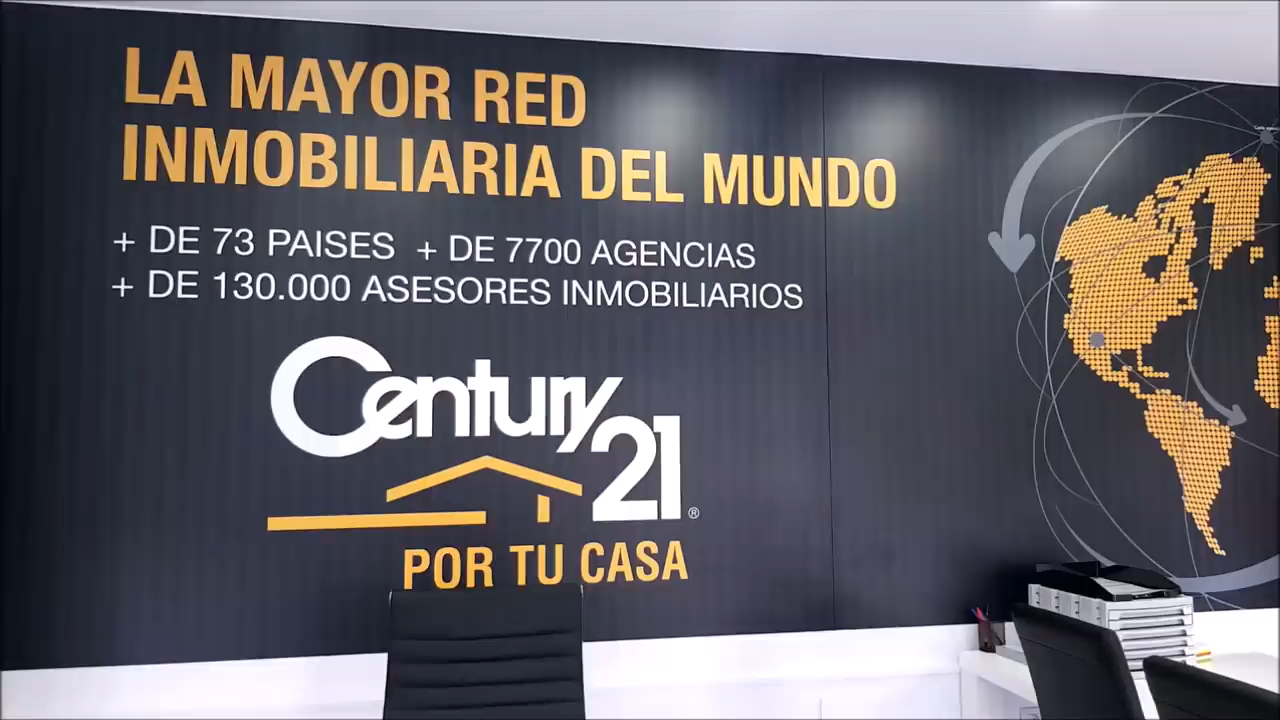 LA MAYOR RED
INMOBILIARIA DEL MUNDO
+ DE 73 PAISES + DE 7700 AGENCIAS
+ DE 130.000 ASESORES INMOBILIARIOS
Century
21®
POR TU CASA